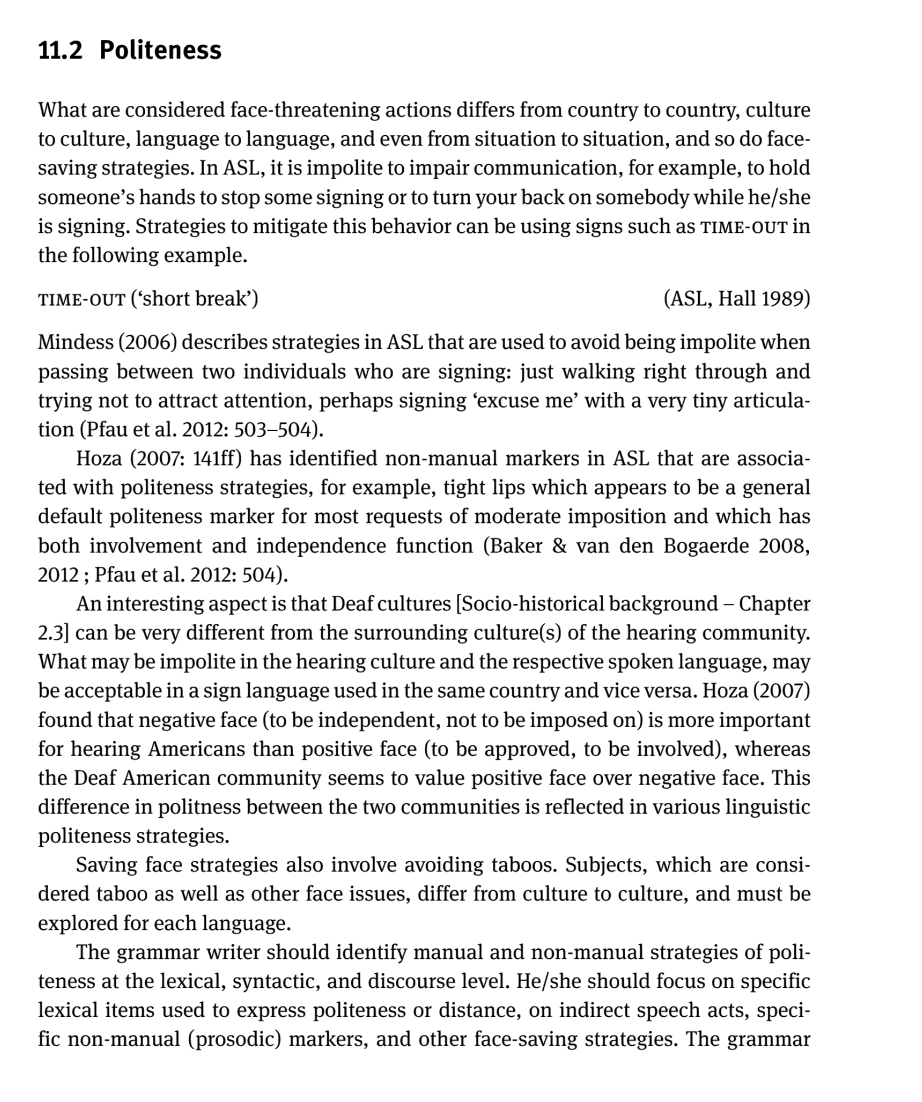 11.2 Politeness
What are considered face-threatening actions differs from country to country, culture
to culture, language to language, and even from situation to situation, and so do face-
saving strategies. In ASL, it is impolite to impair communication, for example, to hold
someone’s hands to stop some signing or to turn your back on somebody while he/she
is signing. Strategies to mitigate this behavior can be using signs such as TIME-OUT in
the following example.
TIME-OUT (‘short break’) (ASL, Hall 1989)
Mindess (2006) describes strategies in ASL that are used to avoid being impolite when
passing between two individuals who are signing: just walking right through and
trying not to attract attention, perhaps signing ‘excuse me’ with a very tiny articula-
tion (Pfau et al. 2012: 503–504).
Hoza (2007: 141ff) has identified non-manual markers in ASL that are associa-
ted with politeness strategies, for example, tight lips which appears to be a general
default politeness marker for most requests of moderate imposition and which has
both involvement and independence function (Baker & van den Bogaerde 2008,
2012 ; Pfau et al. 2012: 504).
An interesting aspect is that Deaf cultures [Socio-historical background – Chapter
2.3] can be very different from the surrounding culture(s) of the hearing community.
What may be impolite in the hearing culture and the respective spoken language, may
be acceptable in a sign language used in the same country and vice versa. Hoza (2007)
found that negative face (to be independent, not to be imposed on) is more important
for hearing Americans than positive face (to be approved, to be involved), whereas
the Deaf American community seems to value positive face over negative face. This
difference in politness between the two communities is reflected in various linguistic
politeness strategies.
Saving face strategies also involve avoiding taboos. Subjects, which are consi-
dered taboo as well as other face issues, differ from culture to culture, and must be
explored for each language.
The grammar writer should identify manual and non-manual strategies of poli-
teness at the lexical, syntactic, and discourse level. He/she should focus on specific
lexical items used to express politeness or distance, on indirect speech acts, speci-
fic non-manual (prosodic) markers, and other face-saving strategies. The grammar